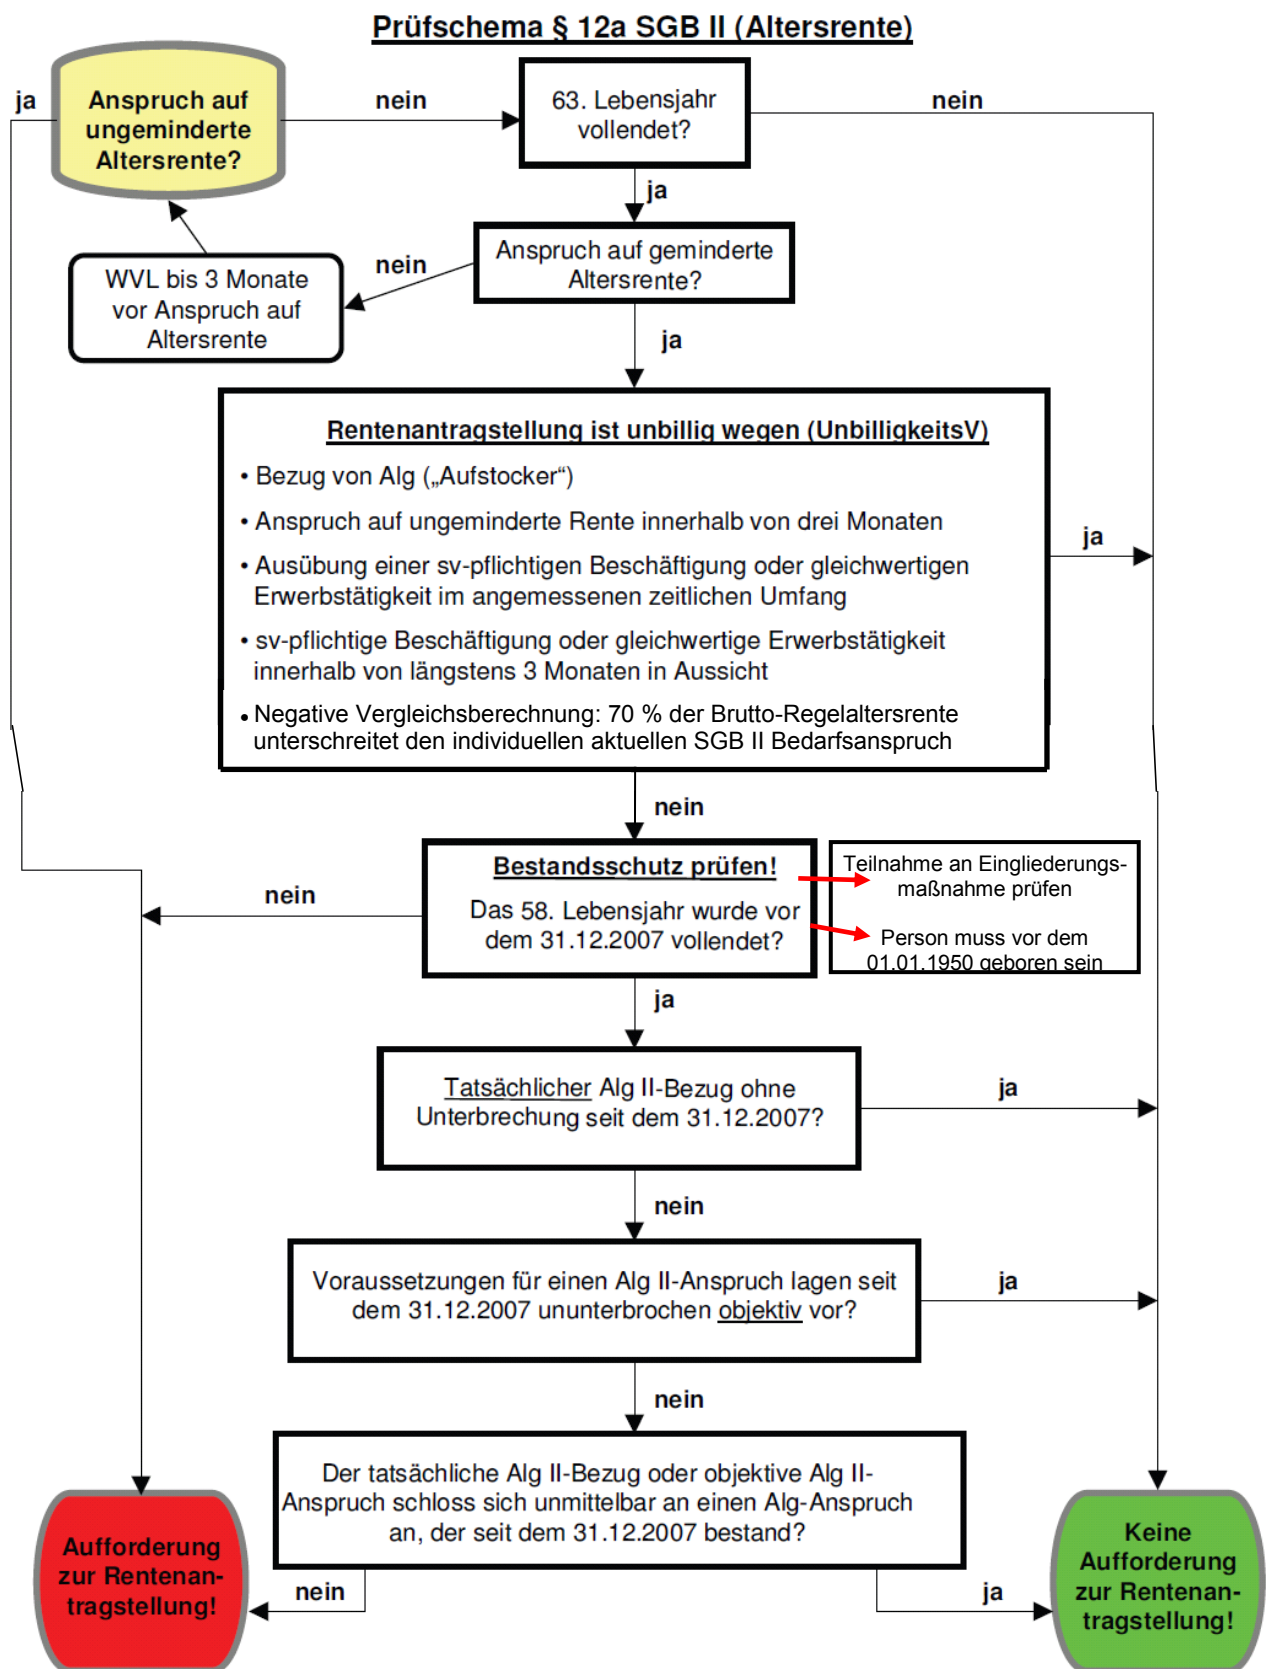 Prüfschema § 12a SGB II (Altersrente)
ja
Anspruch auf
ungeminderte
Altersrente?
nein
63. Lebensjahr
vollendet?
nein
ja
Anspruch auf geminderte
Altersrente?
nein
WVL bis 3 Monate
vor Anspruch auf
Altersrente
ja
Rentenantragstellung ist unbillig wegen (UnbilligkeitsV)
• Bezug von Alg („Aufstocker“)
• Anspruch auf ungeminderte Rente innerhalb von drei Monaten
• Ausübung einer sv-pflichtigen Beschäftigung oder gleichwertigen
Erwerbstätigkeit im angemessenen zeitlichen Umfang
• sv-pflichtige Beschäftigung oder gleichwertige Erwerbstätigkeit
innerhalb von längstens 3 Monaten in Aussicht
• Negative Vergleichsberechnung: 70 % der Brutto-Regelaltersrente
unterschreitet den individuellen aktuellen SGB II Bedarfsanspruch
ja
nein
Bestandsschutz prüfen!
Das 58. Lebensjahr wurde vor
dem 31.12.2007 vollendet?
Teilnahme an Eingliederungs-
maßnahme prüfen
Person muss vor dem
01.01.1950 geboren sein
nein
ja
Tatsächlicher Alg II-Bezug ohne
Unterbrechung seit dem 31.12.2007?
ja
nein
Voraussetzungen für einen Alg II-Anspruch lagen seit
dem 31.12.2007 ununterbrochen objektiv vor?
ja
nein
Der tatsächliche Alg II-Bezug oder objektive Alg II-
Anspruch schloss sich unmittelbar an einen Alg-Anspruch
an, der seit dem 31.12.2007 bestand?
nein
ja
Aufforderung
zur Rentenan-
tragstellung!
Keine
Aufforderung
zur Rentenan-
tragstellung!